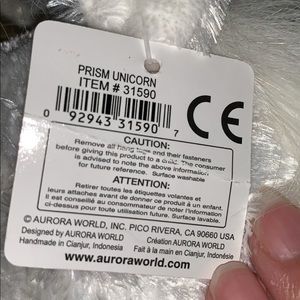 PRISM UNICORN
ITEM # 31590
0 92943 31590 7
CE
CAUTION:
Remove all hang tags end their fasteners
before giving this product to a child. The consumer
is advised to note the above information
for future reference. Surface washable
ATTENTION:
Retirer toutes les étiquettes volantes et
leurs attaches avant de donner ce produit à un enfant.
Il est conseillé au consommateur de noter l'information
ci-dessus pour toute consultation future. Surface lavable.
© AURORA WORLD, INC. PICO RIVERA, CA 90660 USA
Designed by AURORA WORLD Création AURORA WORLD
Handmade in Cianjur, Indonesia Fait à la main en Cianjur, Indonésie
www.auroraworld.com